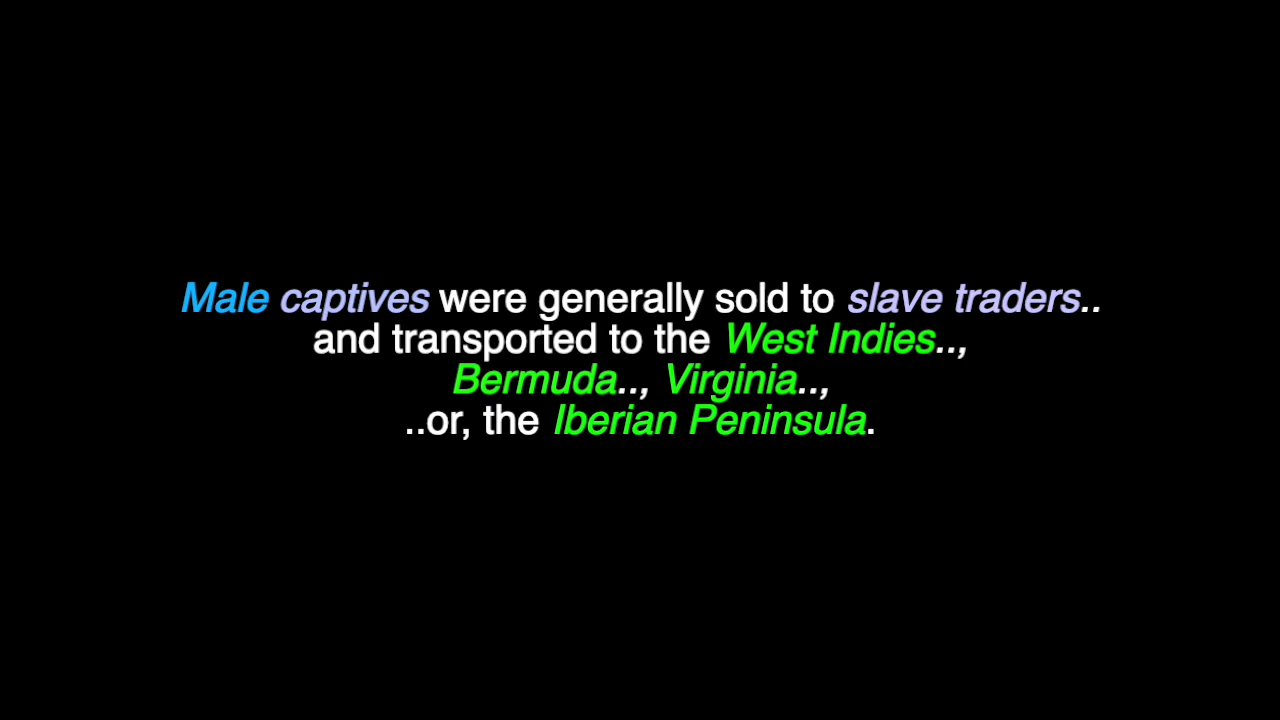 Male captives were generally sold to slave traders..
and transported to the West Indies..,
Bermuda.., Virginia..,
..or, the Iberian Peninsula.